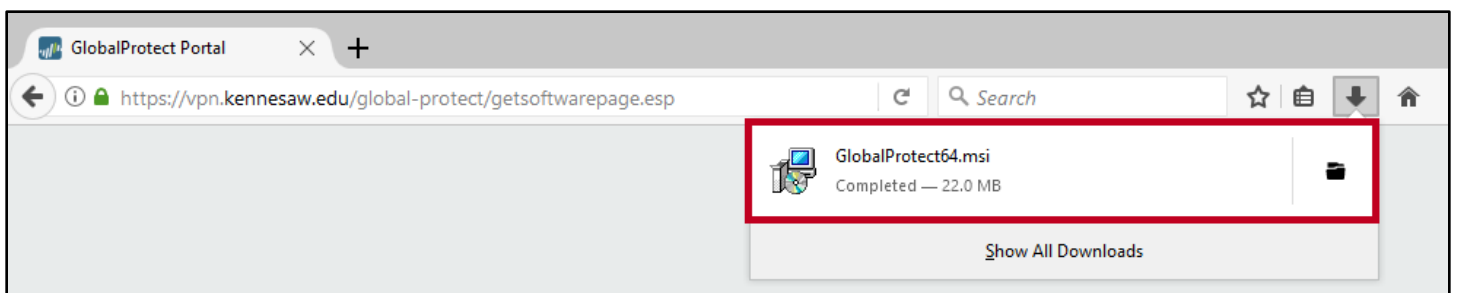 GlobalProtect Portal
https://vpn.kennesaw.edu/global-protect/getsoftwarepage.esp
Search
GlobalProtect64.msi
Completed — 22.0 MB
Show All Downloads